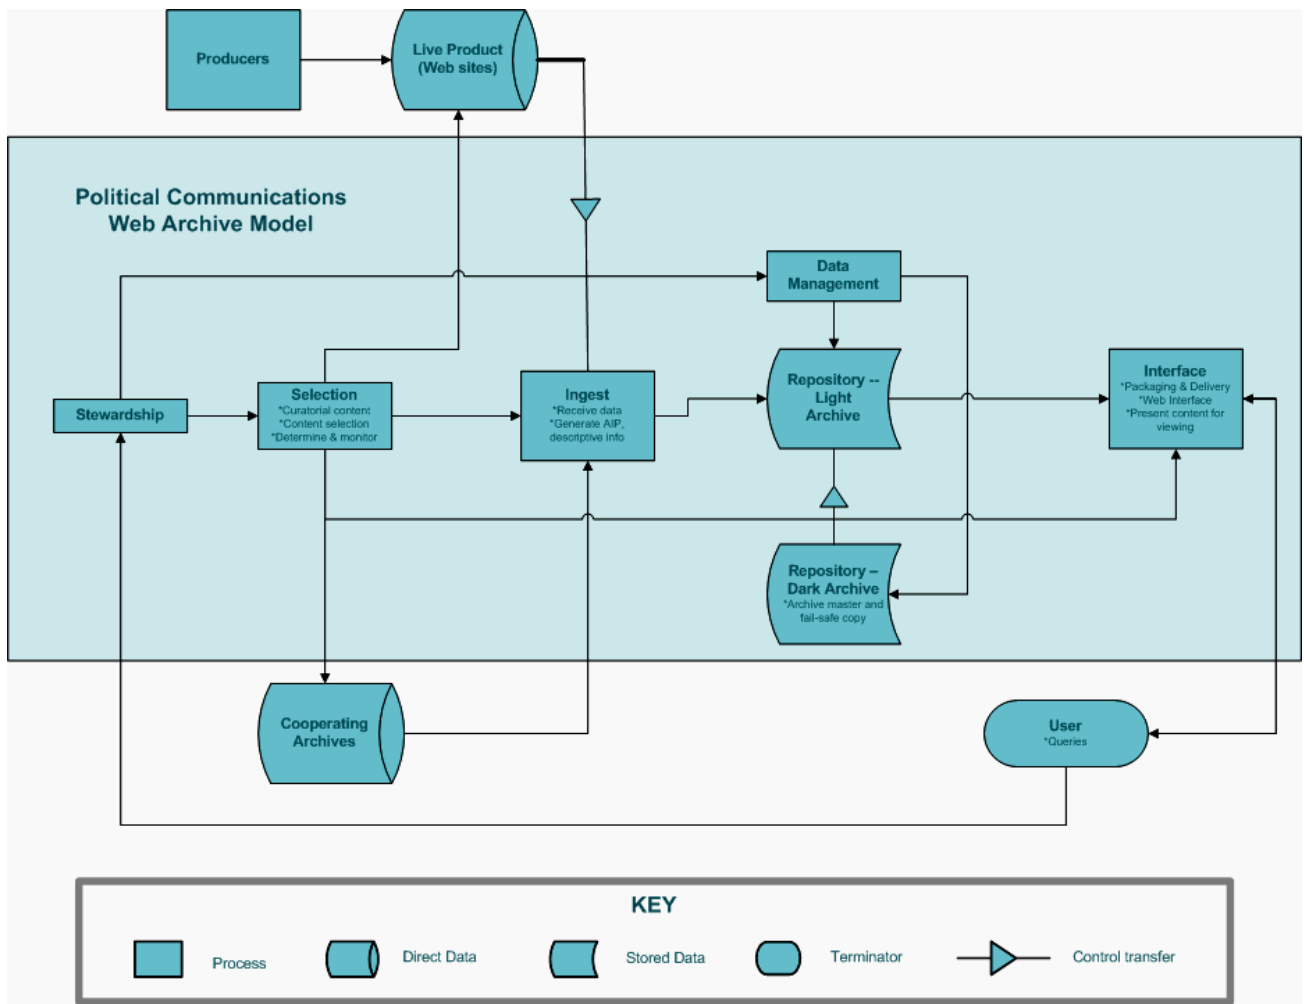 Producers
Live Product
(Web sites)
Political Communications
Web Archive Model
Data
Management
Stewardship
Selection
*Curatorial content
*Content selection
*Determine & monitor
Ingest
*Receive data
*Generate AIP,
descriptive info
Repository --
Light
Archive
Interface
*Packaging & Delivery
*Web Interface
*Present content for
viewing
Repository –
Dark Archive
*Archive master and
fail-safe copy
Cooperating
Archives
User
*Queries
KEY
Process
Direct Data
Stored Data
Terminator
Control transfer